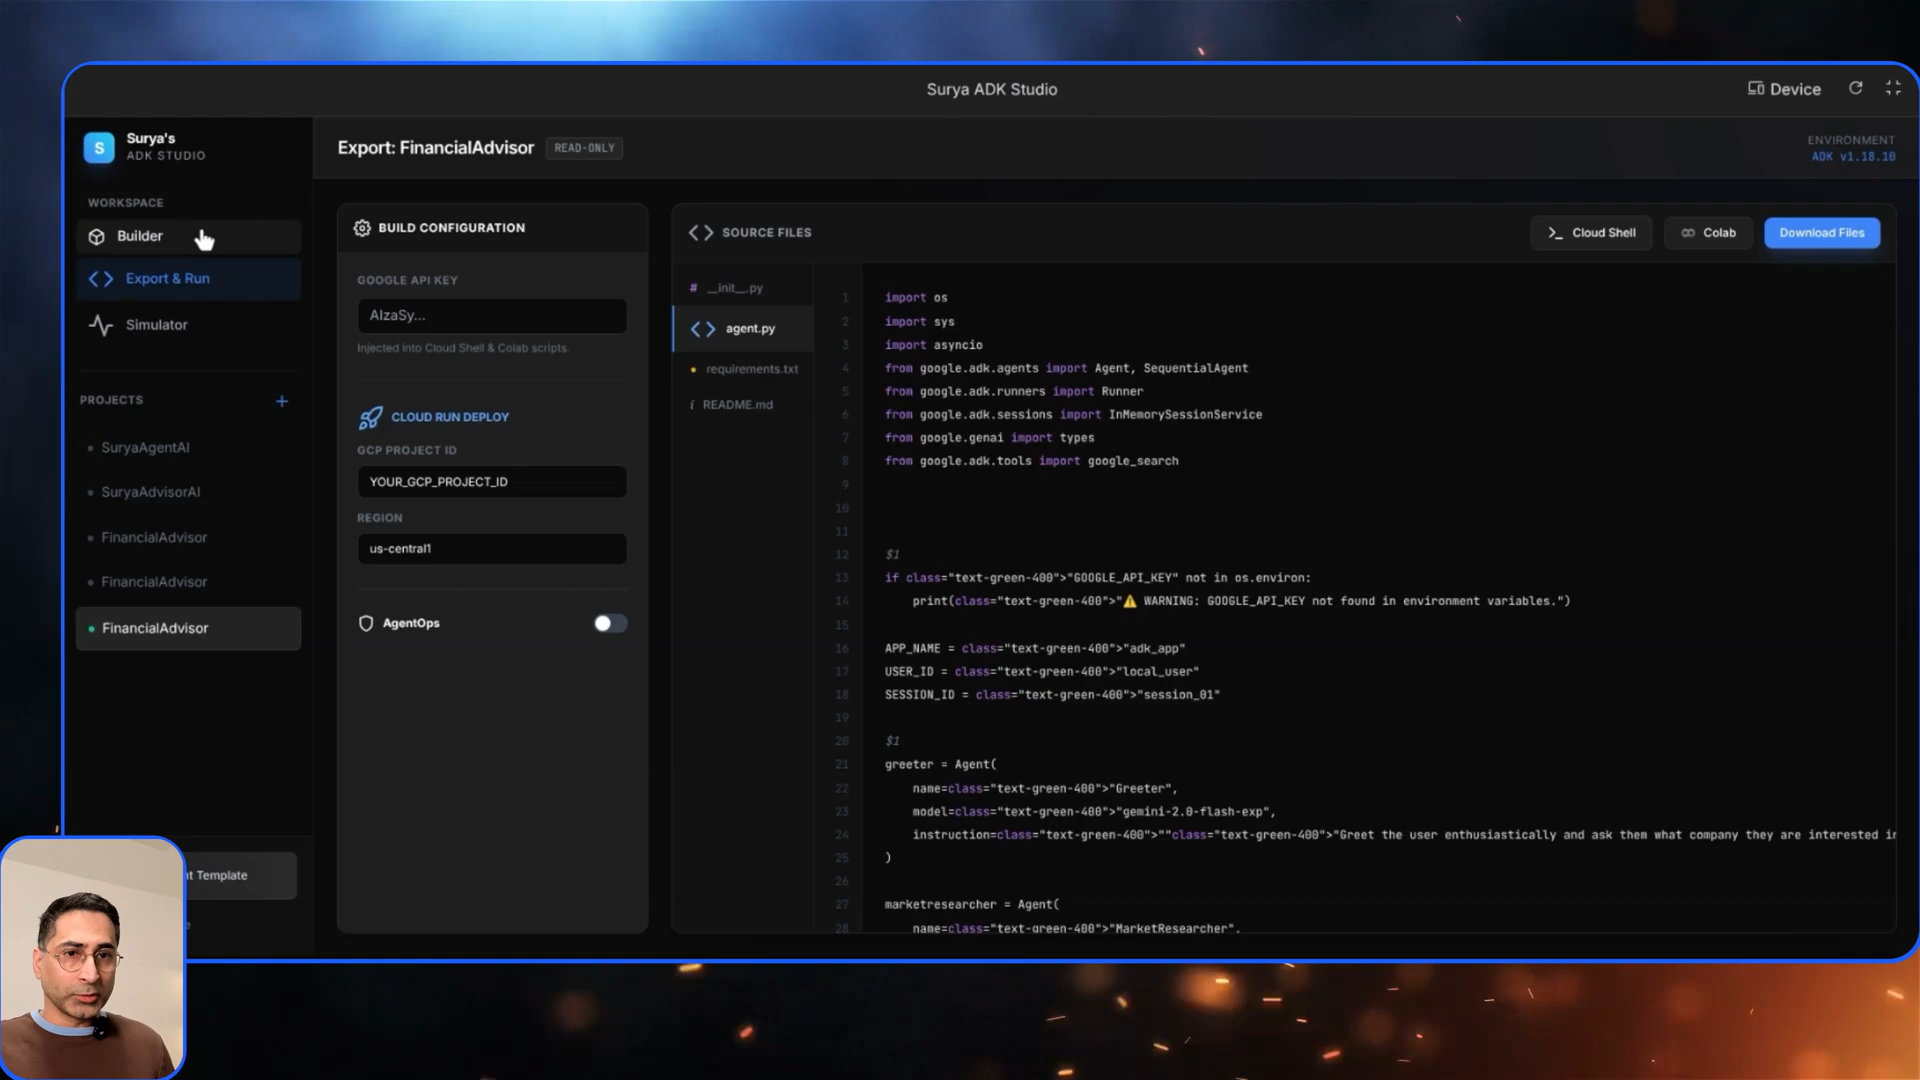 Surya ADK Studio
Device
S
Surya's
ADK STUDIO
WORKSPACE
Builder
Export & Run
Simulator
PROJECTS
+
SuryaAgentAI
SuryaAdvisorAI
FinancialAdvisor
FinancialAdvisor
FinancialAdvisor
t Template
Export: FinancialAdvisor
READ-ONLY
ENVIRONMENT
ADK v1.18.10
BUILD CONFIGURATION
GOOGLE API KEY
AIzaSy...
Injected into Cloud Shell & Colab scripts.
CLOUD RUN DEPLOY
GCP PROJECT ID
YOUR_GCP_PROJECT_ID
REGION
us-central1
AgentOps
SOURCE FILES
Cloud Shell
Colab
Download Files
# __init__.py
agent.py
requirements.txt
i README.md
1 import os
2 import sys
3 import asyncio
4 from google.adk.agents import Agent, SequentialAgent
5 from google.adk.runners import Runner
6 from google.adk.sessions import InMemorySessionService
7 from google.genai import types
8 from google.adk.tools import google_search
9
10
11
12 $1
13 if class="text-green-400">"GOOGLE_API_KEY" not in os.environ:
14 print(class="text-green-400">"⚠️ WARNING: GOOGLE_API_KEY not found in environment variables.")
15
16 APP_NAME = class="text-green-400">"adk_app"
17 USER_ID = class="text-green-400">"local_user"
18 SESSION_ID = class="text-green-400">"session_01"
19
20 $1
21 greeter = Agent(
22 name=class="text-green-400">"Greeter",
23 model=class="text-green-400">"gemini-2.0-flash-exp",
24 instruction=class="text-green-400">""class="text-green-400">"Greet the user enthusiastically and ask them what company they are interested in
25 )
26
27 marketresearcher = Agent(
28 name=class="text-green-400">"MarketResearcher",